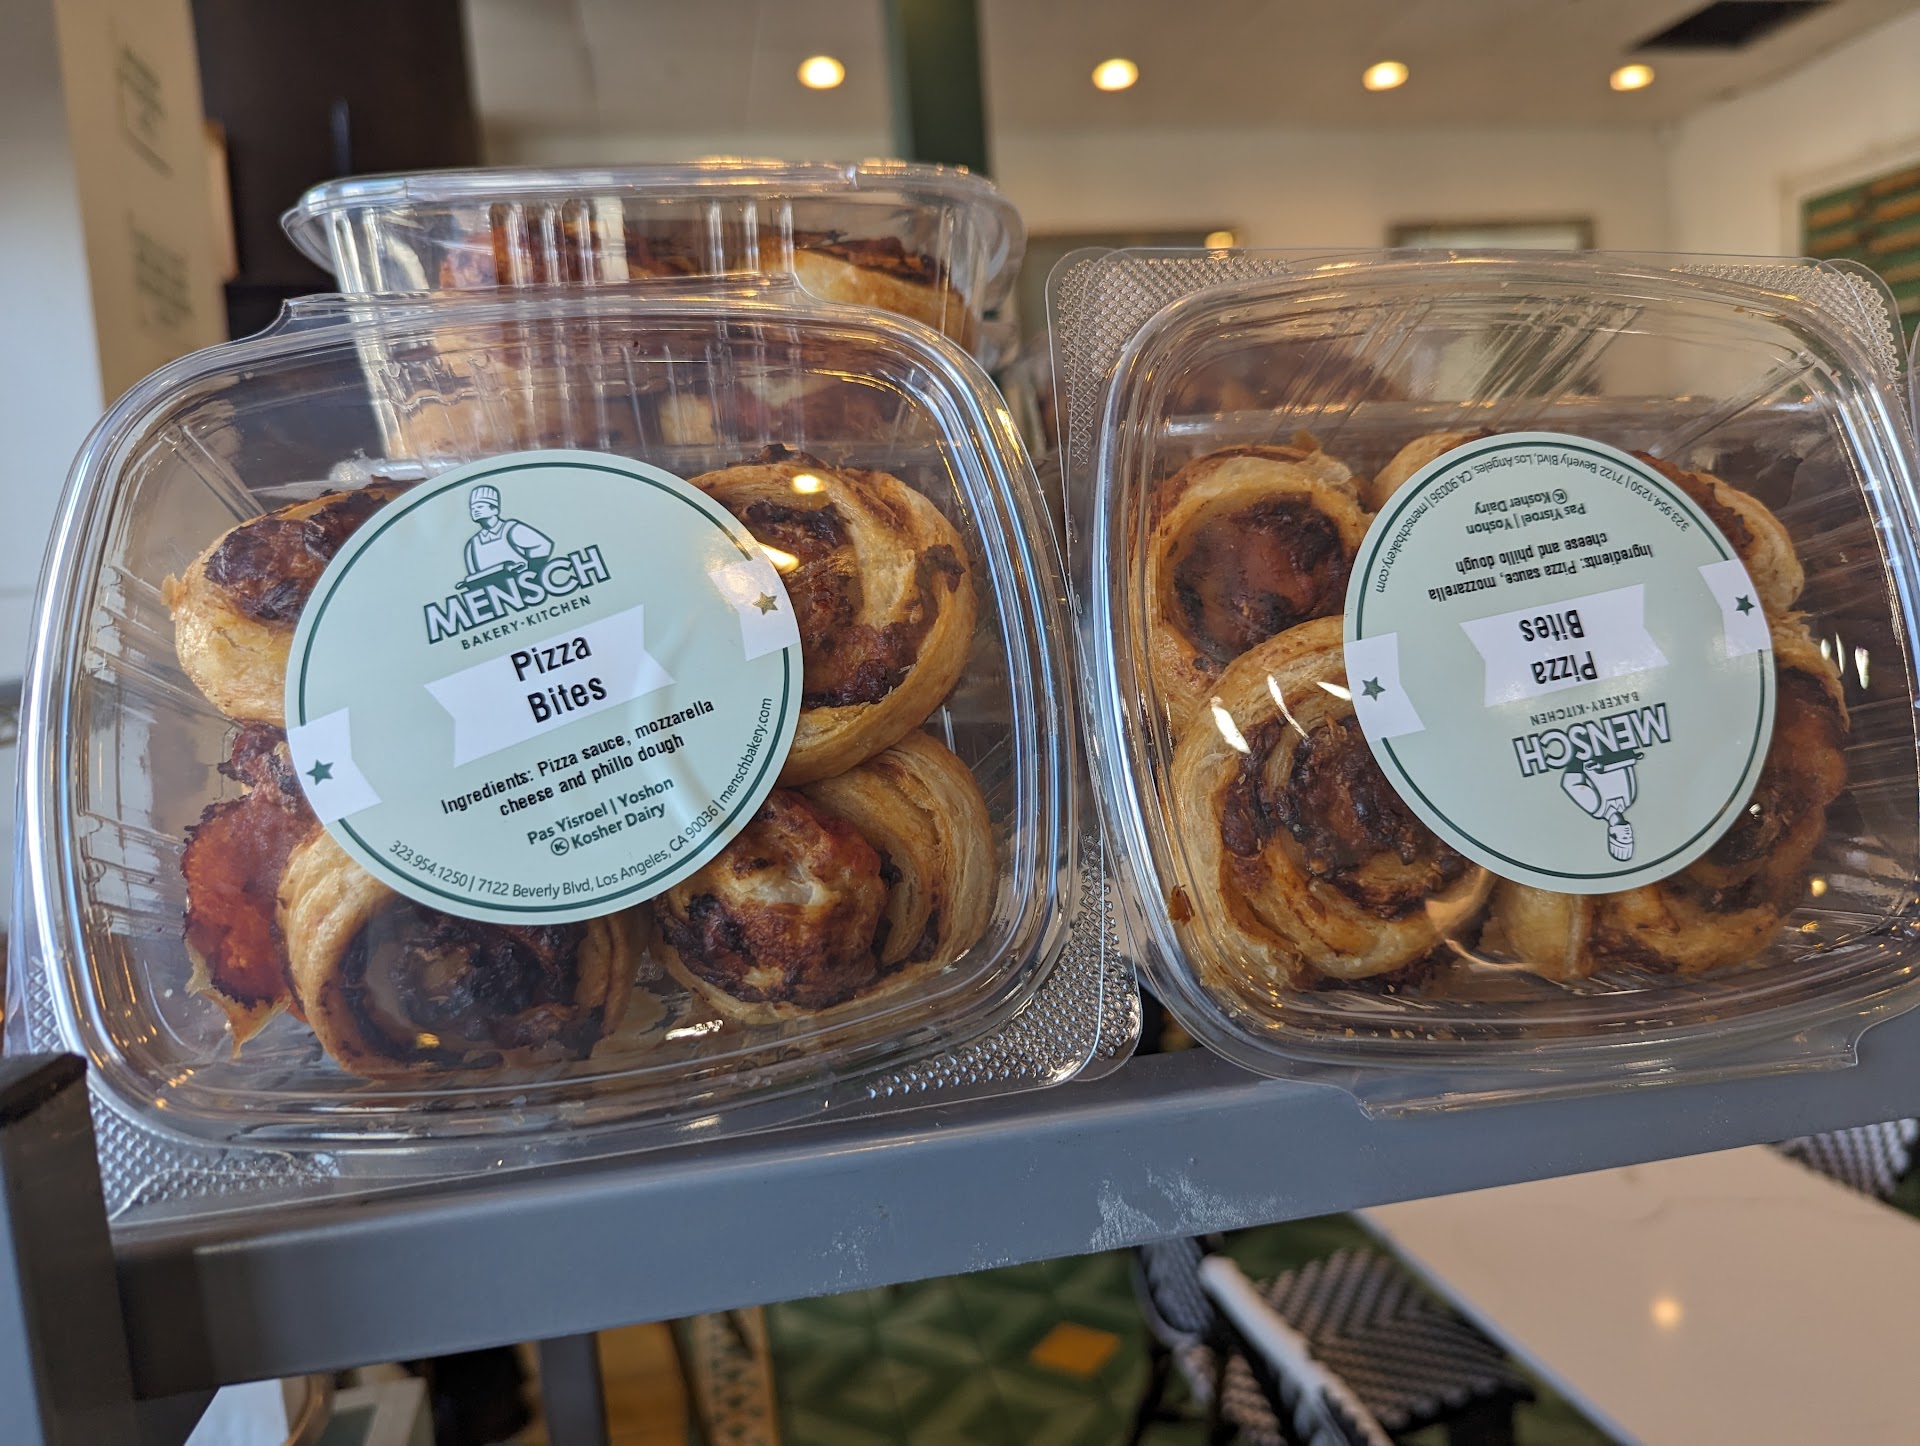 MENSCH
BAKERY·KITCHEN
Pizza
Bites
Ingredients: Pizza sauce, mozzarella
cheese and phillo dough
Pas Yisroel | Yoshon
K Kosher Dairy
323.954.1250 | 7122 Beverly Blvd, Los Angeles, CA 90036 | menschbakery.com
MENSCH
BAKERY·KITCHEN
Pizza
Bites
Ingredients: Pizza sauce, mozzarella
cheese and phillo dough
Pas Yisroel | Yoshon
K Kosher Dairy
323.954.1250 | 7122 Beverly Blvd, Los Angeles, CA 90036 | menschbakery.com